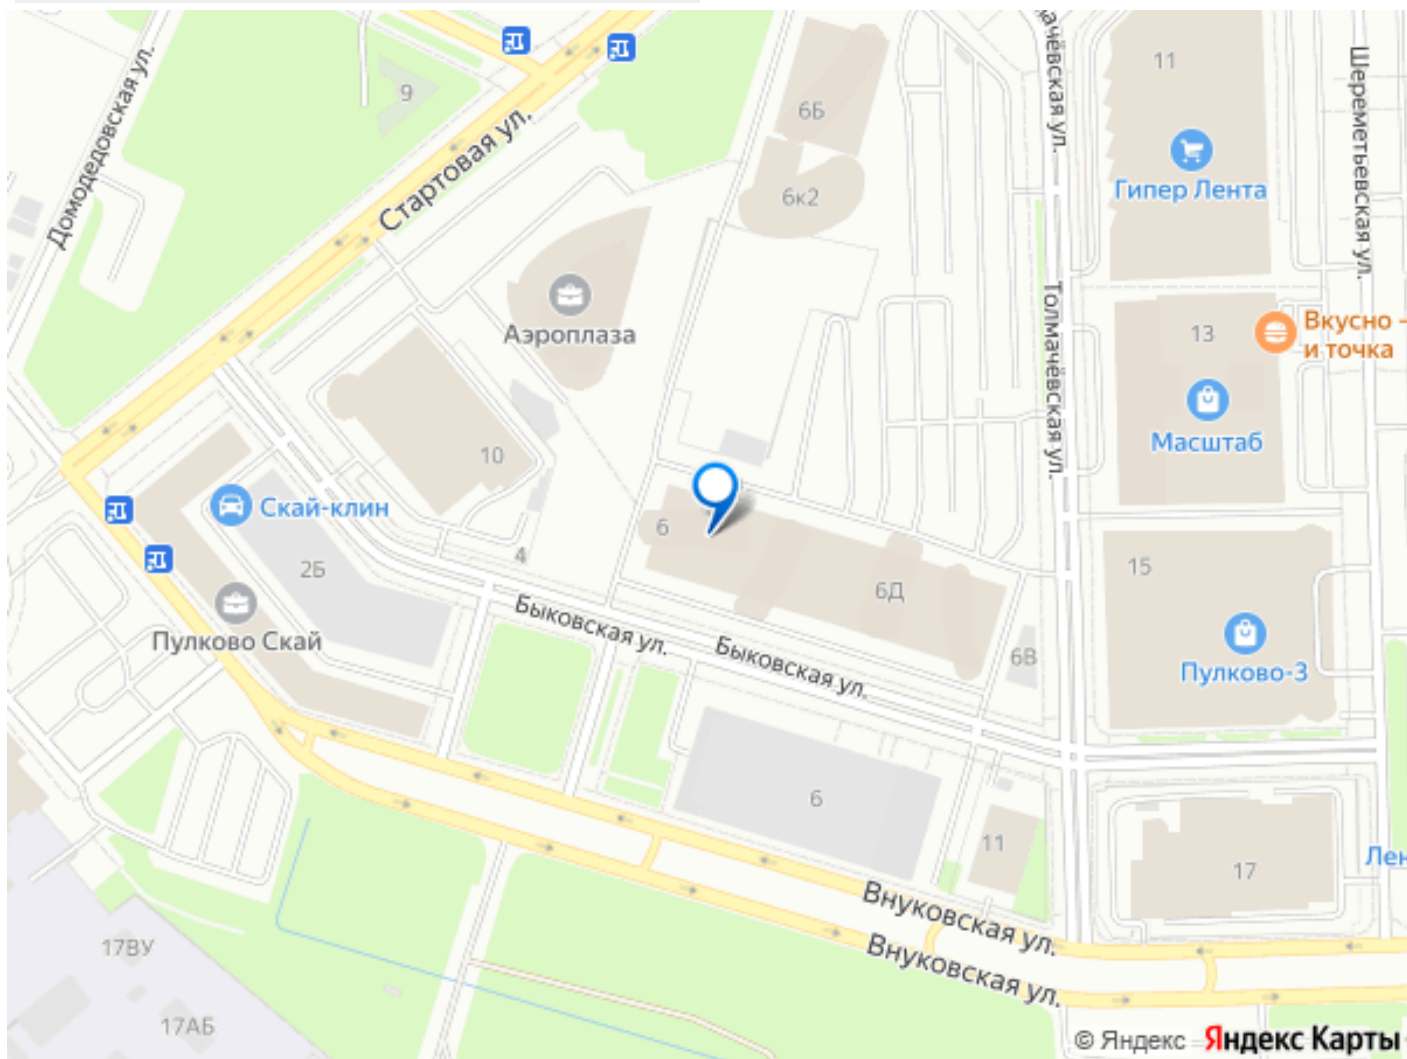 Домодедовская ул.
9
Стартовая ул.
6Б
6к2
11
Гипер Лента
Шереметьевская ул.
Аэроплаза
Толмачёвская ул.
13
Вкусно –
и точка
Масштаб
10
Скай-клин
2Б
4
6
6Д
15
Пулково Скай
Быковская ул.
Быковская ул.
6В
Пулково-3
6
11
17
Внуковская ул.
Внуковская ул.
17ВУ
17АБ
© Яндекс Яндекс Карты